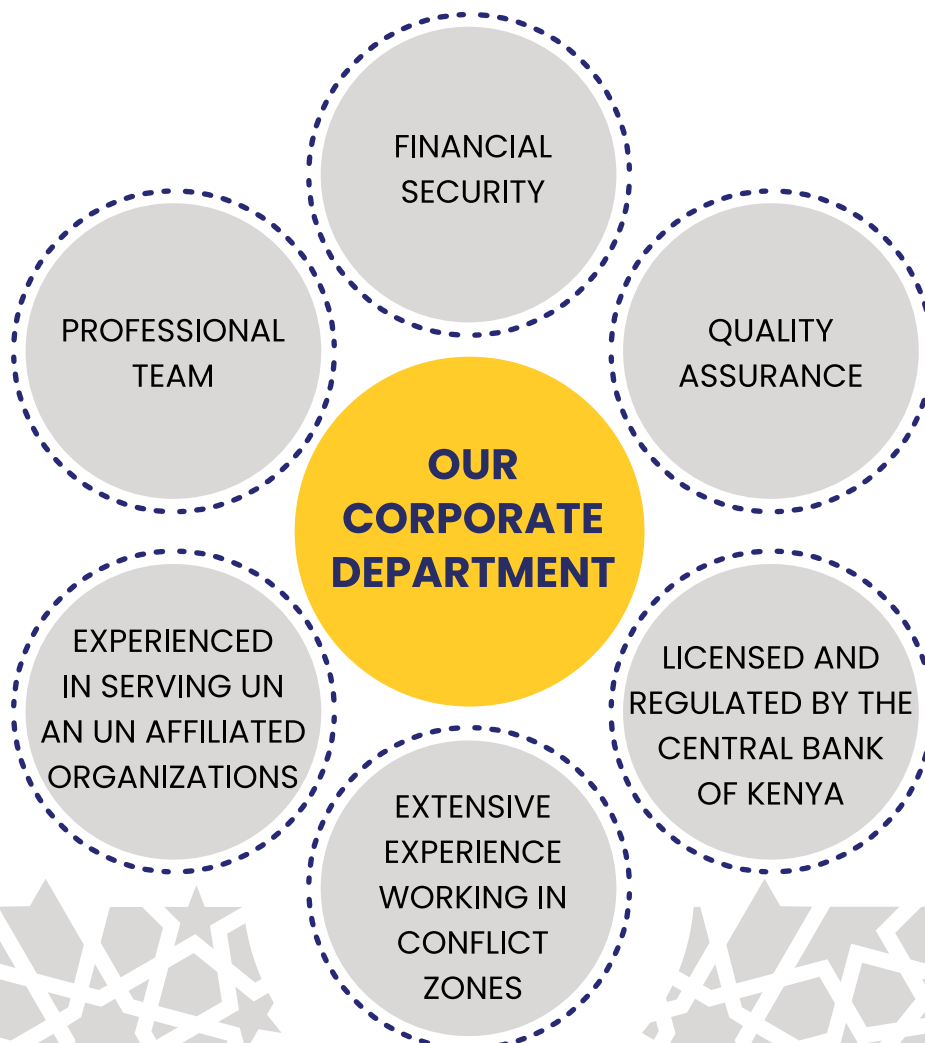 FINANCIAL
SECURITY
PROFESSIONAL
TEAM
QUALITY
ASSURANCE
OUR
CORPORATE
DEPARTMENT
EXPERIENCED
IN SERVING UN
AN UN AFFILIATED
ORGANIZATIONS
LICENSED AND
REGULATED BY THE
CENTRAL BANK
OF KENYA
EXTENSIVE
EXPERIENCE
WORKING IN
CONFLICT
ZONES